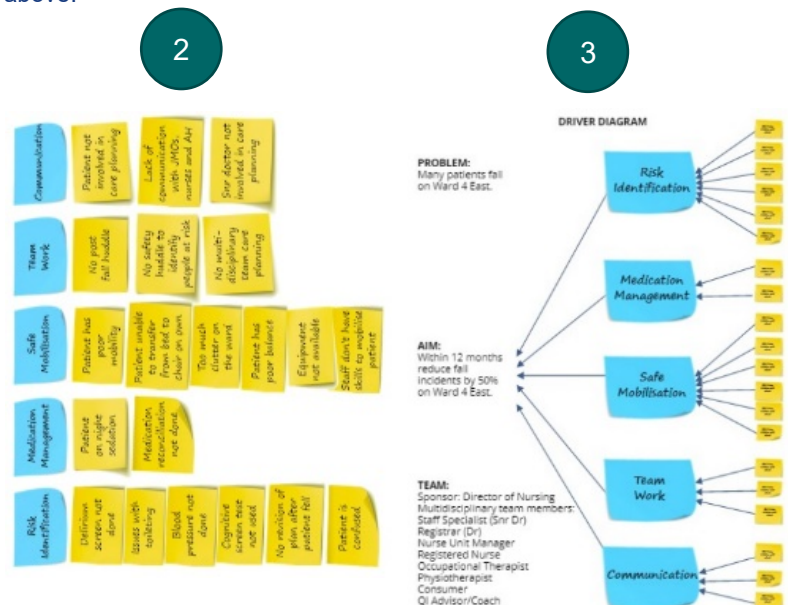 above.
2
Communication
Patient not
involved in
care planning
Lack of
communication
with JMOs,
nurses and AH
Snr doctor not
involved in care
planning
Team
Work
No post
fall huddle
No safety
huddle to
identify
people at risk
No multi-
disciplinary
team care
planning
Safe
Mobilisation
Patient has
poor
mobility
Patient unable
to transfer
from bed to
chair on own
Too much
clutter on
the ward
Patient has
poor balance
Equipment
not available
Staff don't have
skills to mobilise
patient
Medication
Management
Patient
on night
sedation
Medication
reconciliation
not done
Risk
Identification
Delirium
screen not
done
Issues with
toileting
Blood
pressure not
done
Cognitive
screen test
not used
No revision of
plan after
patient fell
Patient is
confused
3
DRIVER DIAGRAM
PROBLEM:
Many patients fall
on Ward 4 East.
AIM:
Within 12 months
reduce fall
incidents by 50%
on Ward 4 East.
TEAM:
Sponsor: Director of Nursing
Multidisciplinary team members:
Staff Specialist (Snr Dr)
Registrar (Dr)
Nurse Unit Manager
Registered Nurse
Occupational Therapist
Physiotherapist
Consumer
QI Advisor/Coach
Risk
Identification
Medication
Management
Safe
Mobilisation
Team
Work
Communication